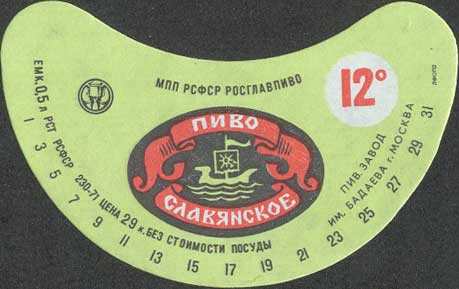 МПП РСФСР РОСГЛАВПИВО
12°
ПИВО
СЛАВЯНСКОЕ
ЕМК. 0,5 л РСТ РСФСР 230-71 ЦЕНА 29 к. БЕЗ СТОИМОСТИ ПОСУДЫ
ПИВ. ЗАВОД
им. БАДАЕВА г. МОСКВА
1 3 5 7 9 11 13 15 17 19 21 23 25 27 29 31